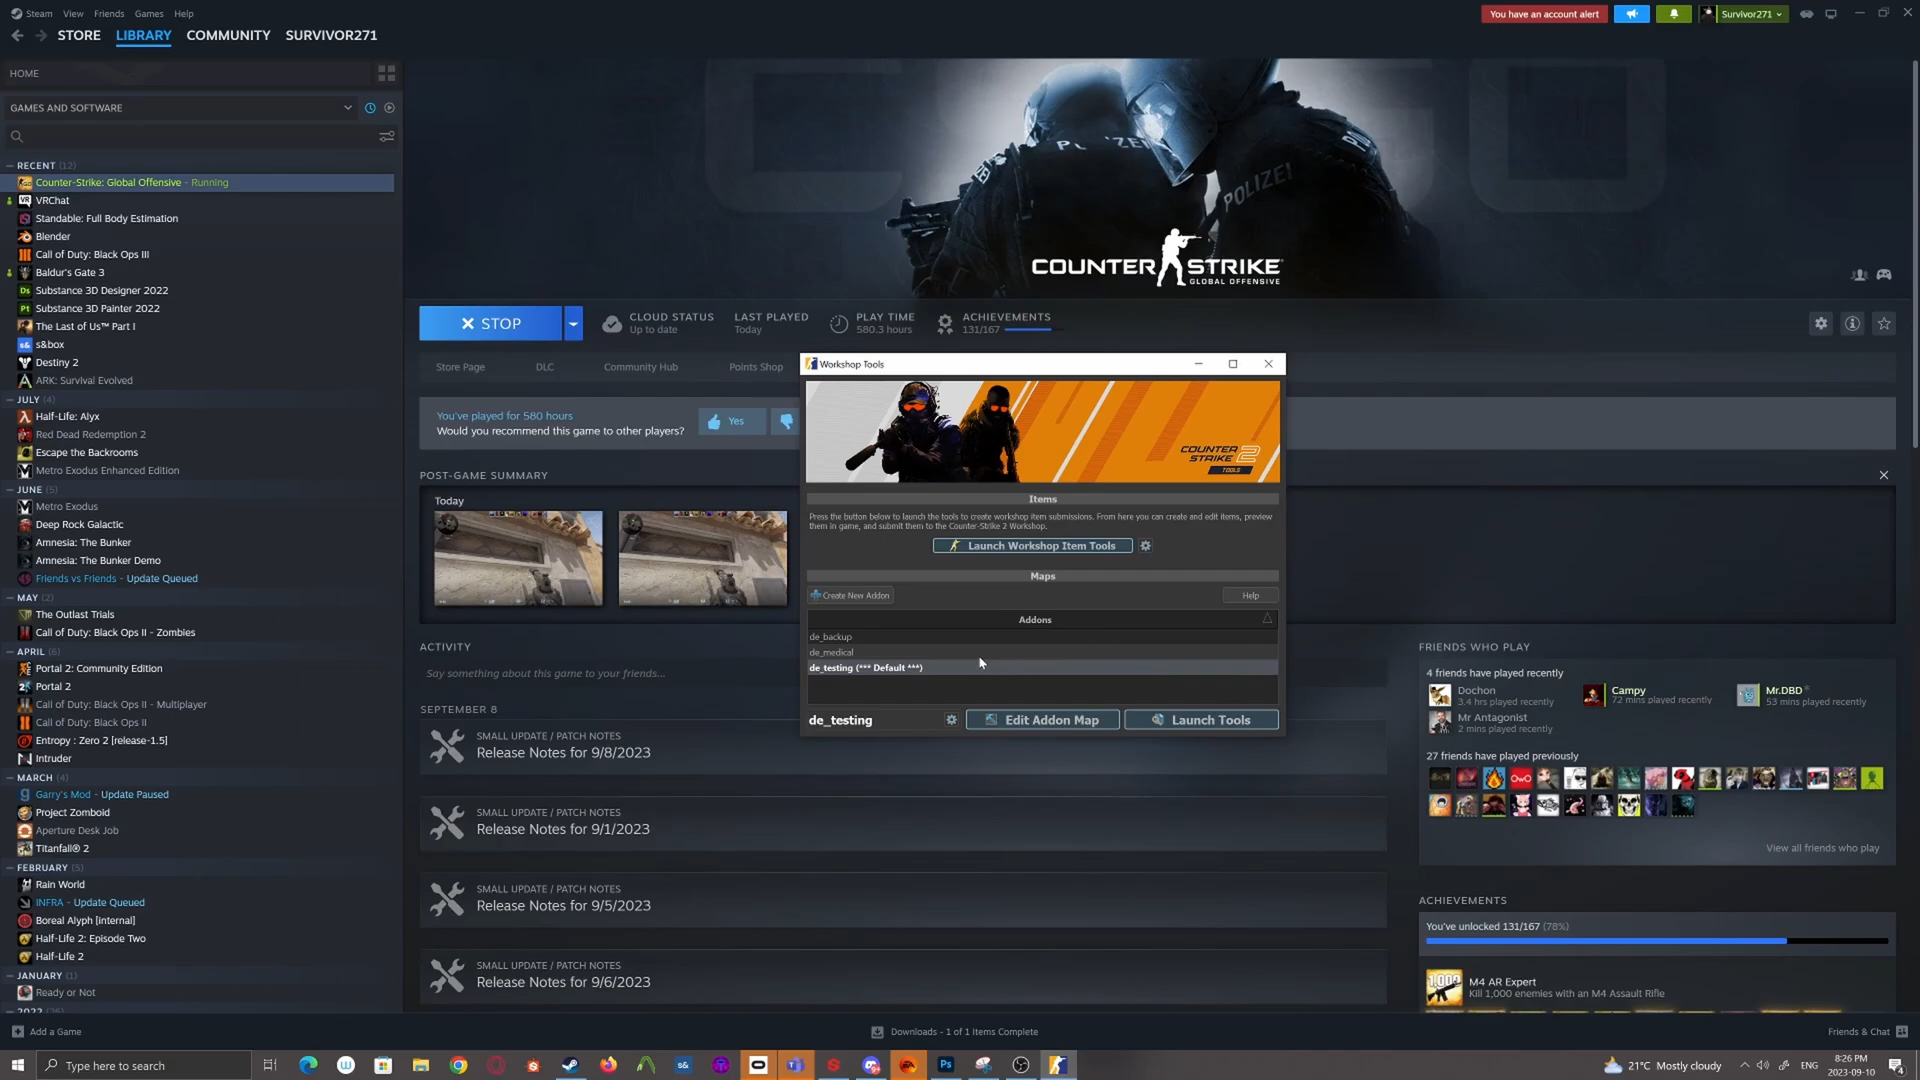 Steam View Friends Games Help
You have an account alert
Survivor271
STORE LIBRARY COMMUNITY SURVIVOR271
HOME
GAMES AND SOFTWARE
RECENT (12)
Counter-Strike: Global Offensive - Running
VRChat
Standable: Full Body Estimation
Blender
Call of Duty: Black Ops III
Baldur's Gate 3
Substance 3D Designer 2022
Substance 3D Painter 2022
The Last of Us™ Part I
s&box
Destiny 2
ARK: Survival Evolved
JULY (4)
Half-Life: Alyx
Red Dead Redemption 2
Escape the Backrooms
Metro Exodus Enhanced Edition
JUNE (5)
Metro Exodus
Deep Rock Galactic
Amnesia: The Bunker
Amnesia: The Bunker Demo
Friends vs Friends - Update Queued
MAY (2)
The Outlast Trials
Call of Duty: Black Ops II - Zombies
APRIL (6)
Portal 2: Community Edition
Portal 2
Call of Duty: Black Ops II - Multiplayer
Call of Duty: Black Ops II
Entropy : Zero 2 [release-1.5]
Intruder
MARCH (4)
Garry's Mod - Update Paused
Project Zomboid
Aperture Desk Job
Titanfall® 2
FEBRUARY (5)
Rain World
INFRA - Update Queued
Boreal Alyph [internal]
Half-Life 2: Episode Two
Half-Life 2
JANUARY (1)
Ready or Not
Add a Game
POLIZEI
COUNTER STRIKE
GLOBAL OFFENSIVE
STOP
CLOUD STATUS
Up to date
LAST PLAYED
Today
PLAY TIME
580.3 hours
ACHIEVEMENTS
131/167
Store Page DLC Community Hub Points Shop
You've played for 580 hours
Would you recommend this game to other players?
Yes
POST-GAME SUMMARY
Today
ACTIVITY
Say something about this game to your friends...
SEPTEMBER 8
SMALL UPDATE / PATCH NOTES
Release Notes for 9/8/2023
SMALL UPDATE / PATCH NOTES
Release Notes for 9/1/2023
SMALL UPDATE / PATCH NOTES
Release Notes for 9/5/2023
SMALL UPDATE / PATCH NOTES
Release Notes for 9/6/2023
Workshop Tools
COUNTER
STRIKE 2
TOOLS
Items
Press the button below to launch the tools to create workshop item submissions. From here you can create and edit items, preview
them in game, and submit them to the Counter-Strike 2 Workshop.
Launch Workshop Item Tools
Maps
Create New Addon
Help
Addons
de_backup
de_medical
de_testing (*** Default ***)
de_testing
Edit Addon Map
Launch Tools
FRIENDS WHO PLAY
4 friends have played recently
Dochon
3.4 hrs played recently
Campy
72 mins played recently
Mr.DBD
53 mins played recently
Mr Antagonist
2 mins played recently
27 friends have played previously
View all friends who play
ACHIEVEMENTS
You've unlocked 131/167 (78%)
1,000
M4 AR Expert
Kill 1,000 enemies with an M4 Assault Rifle
Downloads - 1 of 1 Items Complete
Friends & Chat
Type here to search
21°C Mostly cloudy
ENG
8:26 PM
2023-09-10